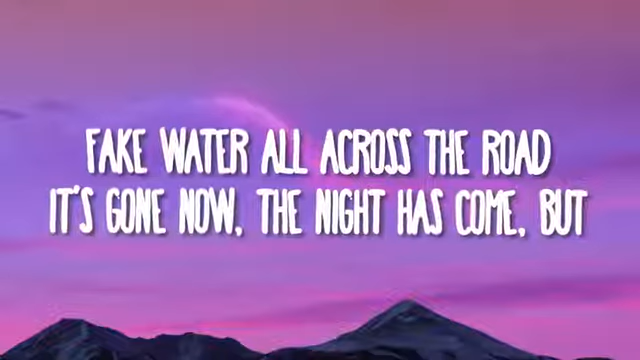 FAKE WATER ALL ACROSS THE ROAD
IT'S GONE NOW, THE NIGHT HAS COME, BUT